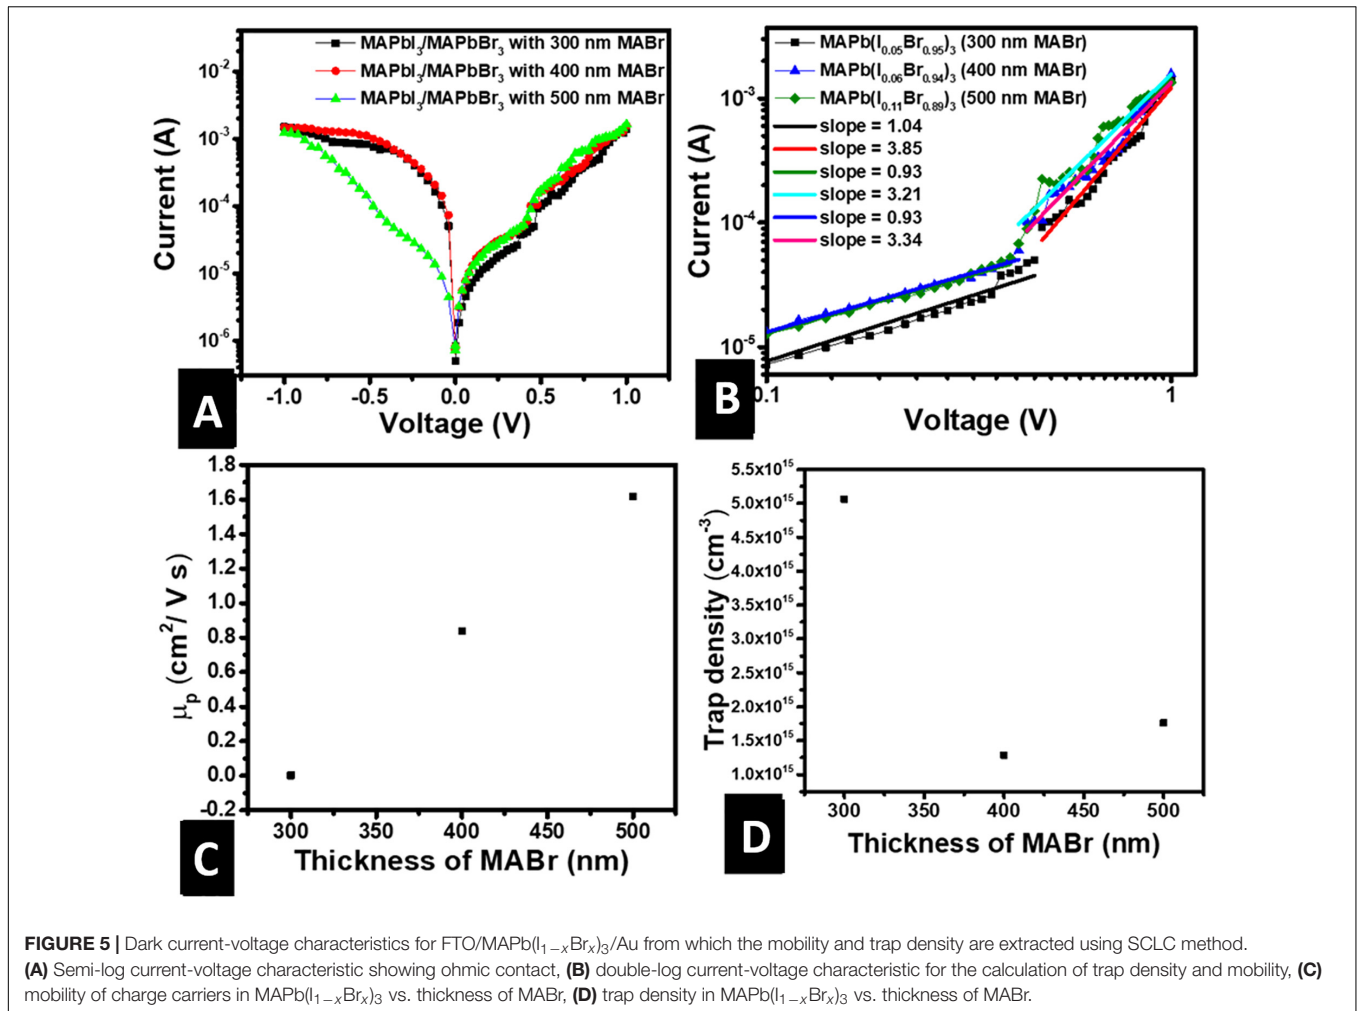 MAPbI3/MAPbBr3 with 300 nm MABr
MAPbI3/MAPbBr3 with 400 nm MABr
MAPbI3/MAPbBr3 with 500 nm MABr
10-2
10-3
10-4
10-5
10-6
Current (A)
-1.0 -0.5 0.0 0.5 1.0
Voltage (V)
A
MAPb(I0.05Br0.95)3 (300 nm MABr)
MAPb(I0.06Br0.94)3 (400 nm MABr)
MAPb(I0.11Br0.89)3 (500 nm MABr)
slope = 1.04
slope = 3.85
slope = 0.93
slope = 3.21
slope = 0.93
slope = 3.34
10-3
10-4
10-5
Current (A)
0.1 1
Voltage (V)
B
1.8
1.6
1.4
1.2
1.0
0.8
0.6
0.4
0.2
0.0
-0.2
μp (cm2/ V s)
300 350 400 450 500
Thickness of MABr (nm)
C
5.5x1015
5.0x1015
4.5x1015
4.0x1015
3.5x1015
3.0x1015
2.5x1015
2.0x1015
1.5x1015
1.0x1015
Trap density (cm-3)
300 350 400 450 500
Thickness of MABr (nm)
D
FIGURE 5 | Dark current-voltage characteristics for FTO/MAPb(I1−xBrx)3/Au from which the mobility and trap density are extracted using SCLC method.
(A) Semi-log current-voltage characteristic showing ohmic contact, (B) double-log current-voltage characteristic for the calculation of trap density and mobility, (C)
mobility of charge carriers in MAPb(I1−xBrx)3 vs. thickness of MABr, (D) trap density in MAPb(I1−xBrx)3 vs. thickness of MABr.